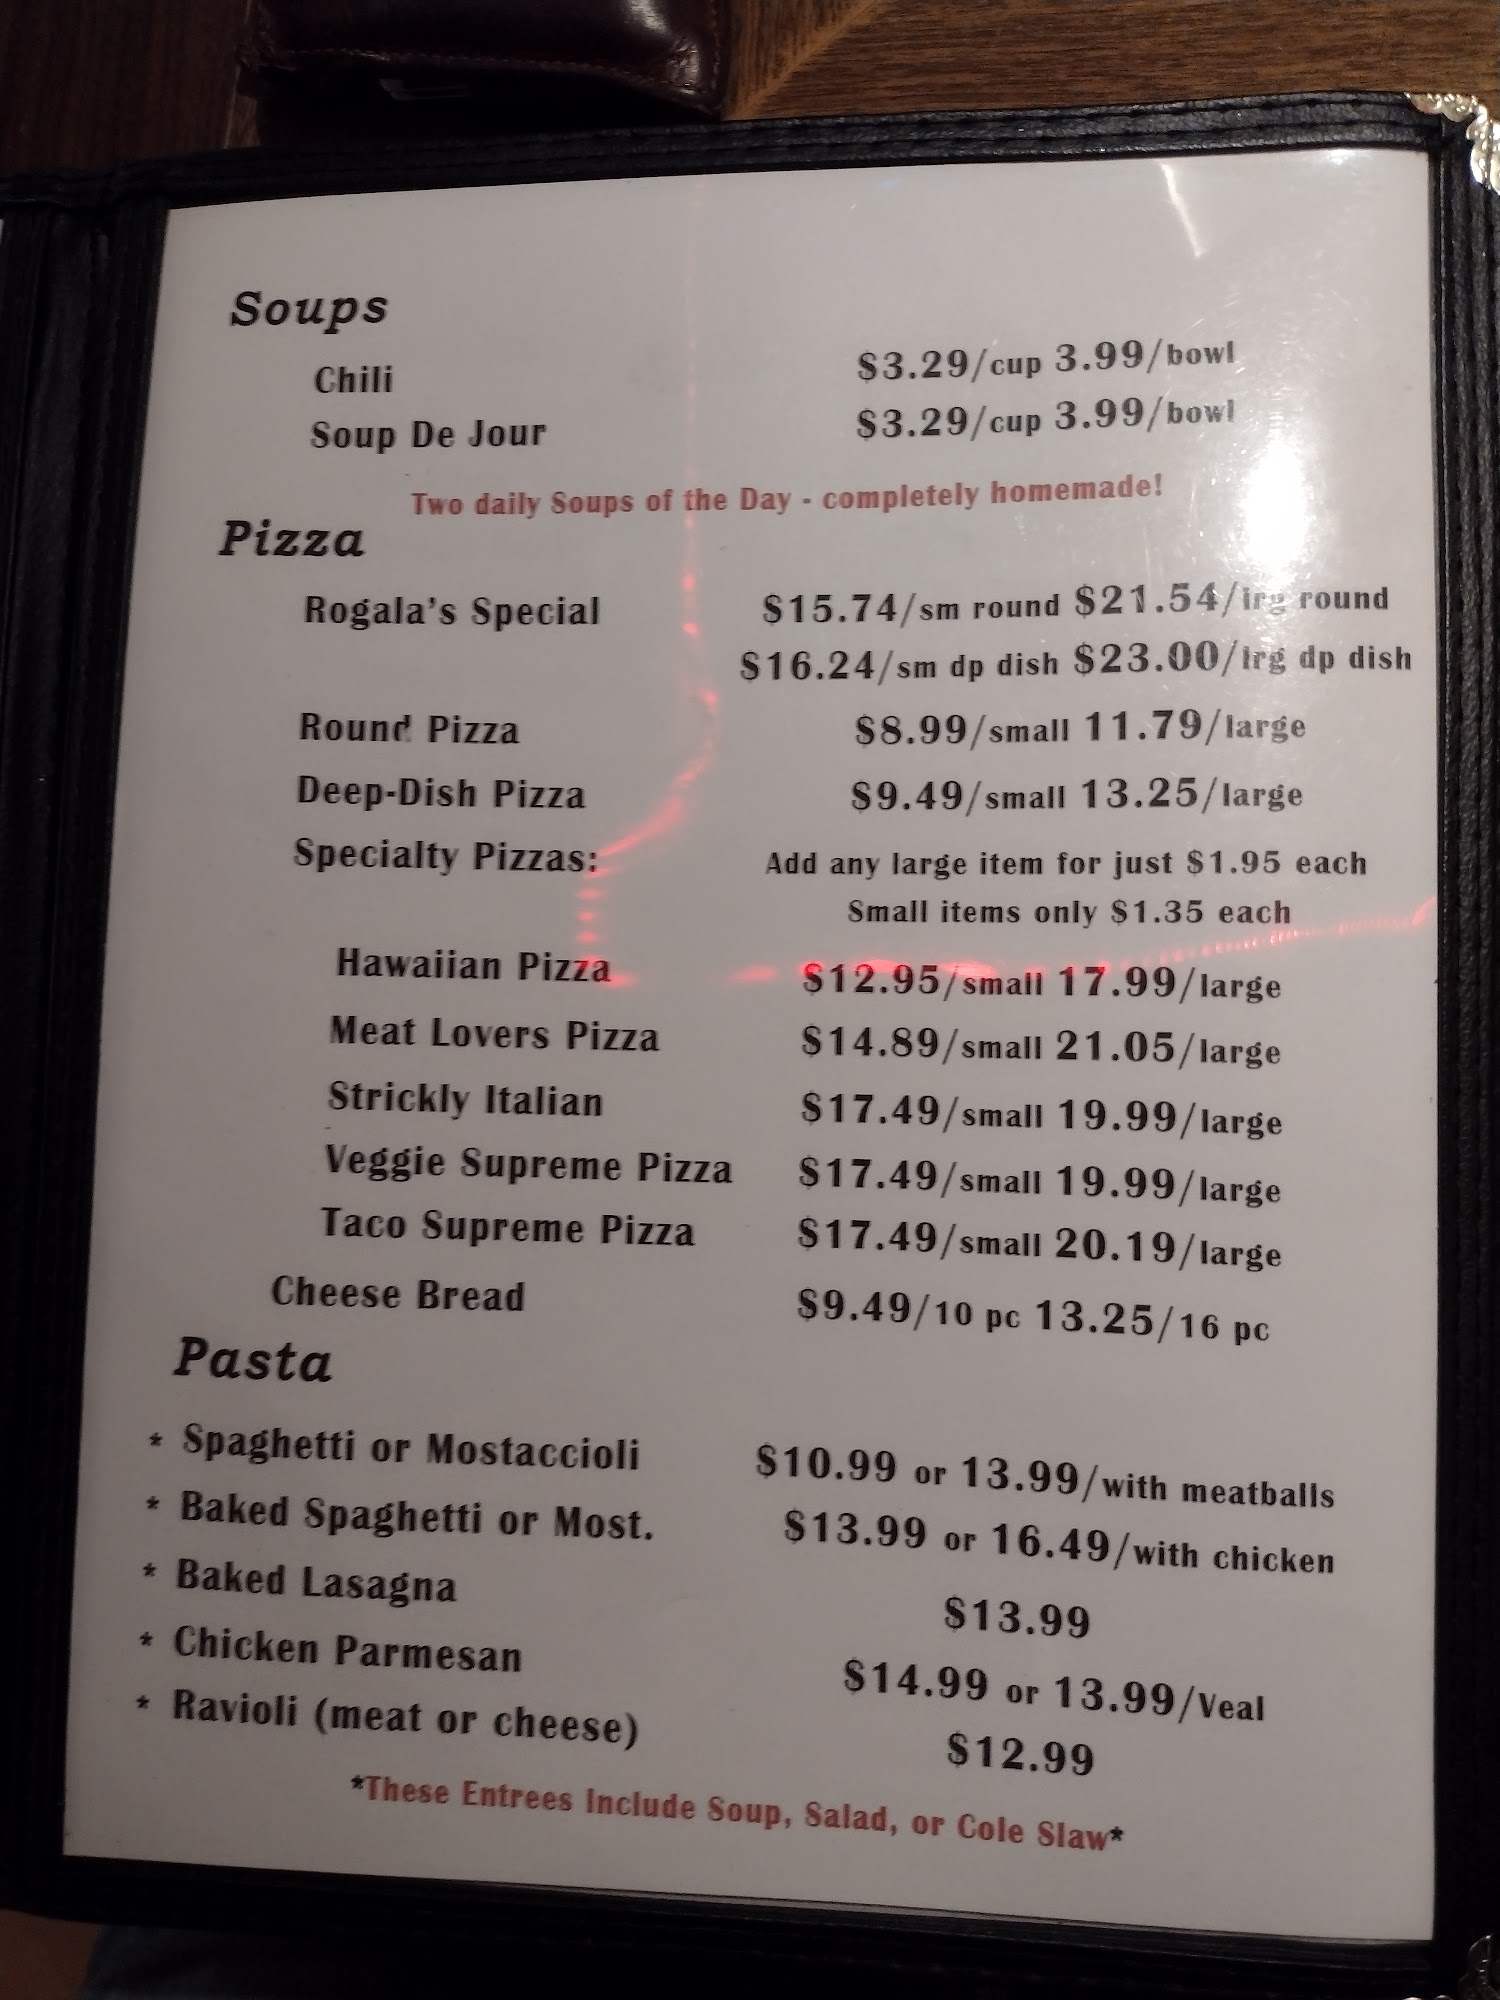 Soups
Chili $3.29/cup 3.99/bowl
Soup De Jour $3.29/cup 3.99/bowl
Two daily Soups of the Day - completely homemade!
Pizza
Rogala's Special $15.74/sm round $21.54/lrg round
$16.24/sm dp dish $23.00/lrg dp dish
Round Pizza $8.99/small 11.79/large
Deep-Dish Pizza $9.49/small 13.25/large
Specialty Pizzas: Add any large item for just $1.95 each
Small items only $1.35 each
Hawaiian Pizza $12.95/small 17.99/large
Meat Lovers Pizza $14.89/small 21.05/large
Strickly Italian $17.49/small 19.99/large
Veggie Supreme Pizza $17.49/small 19.99/large
Taco Supreme Pizza $17.49/small 20.19/large
Cheese Bread $9.49/10 pc 13.25/16 pc
Pasta
* Spaghetti or Mostaccioli $10.99 or 13.99/with meatballs
* Baked Spaghetti or Most. $13.99 or 16.49/with chicken
* Baked Lasagna $13.99
* Chicken Parmesan $14.99 or 13.99/Veal
* Ravioli (meat or cheese) $12.99
*These Entrees Include Soup, Salad, or Cole Slaw*